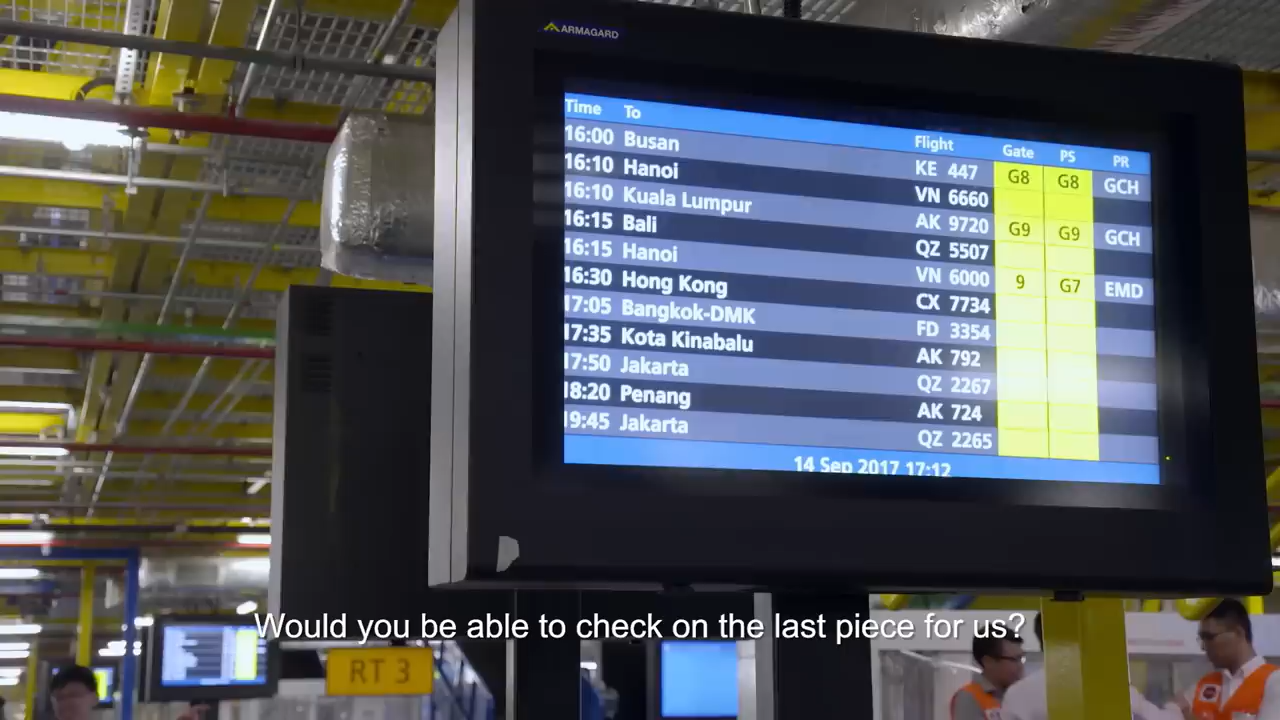 ARMAGARD
Time To Flight Gate PS PR
16:00 Busan KE 447 G8 G8 GCH
16:10 Hanoi VN 6660
16:10 Kuala Lumpur AK 9720 G9 G9 GCH
16:15 Bali QZ 5507
16:15 Hanoi VN 6000 9 G7 EMD
16:30 Hong Kong CX 7734
17:05 Bangkok-DMK FD 3354
17:35 Kota Kinabalu AK 792
17:50 Jakarta QZ 2267
18:20 Penang AK 724
19:45 Jakarta QZ 2265
14 Sep 2017 17:12
Would you be able to check on the last piece for us?
RT 3